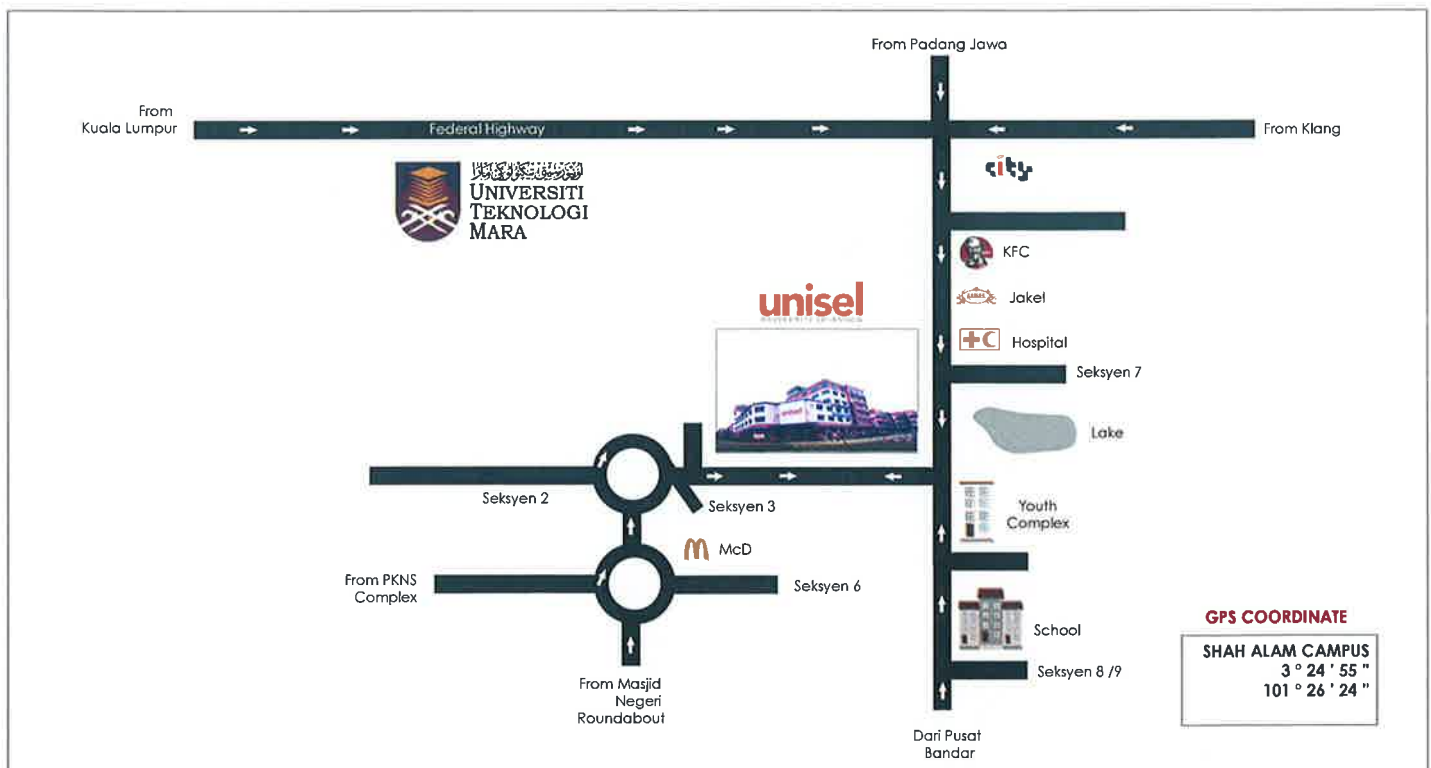 From Padang Jawa
From
Kuala Lumpur
Federal Highway
From Klang
UNIVERSITI
TEKNOLOGI
MARA
city
KFC
Jakel
unisel
Hospital
Seksyen 7
unisel
Lake
Seksyen 2
Seksyen 3
Youth
Complex
McD
From PKNS
Complex
Seksyen 6
School
GPS COORDINATE
SHAH ALAM CAMPUS
3 ° 24 ' 55 "
101 ° 26 ' 24 "
Seksyen 8 /9
From Masjid
Negeri
Roundabout
Dari Pusat
Bandar